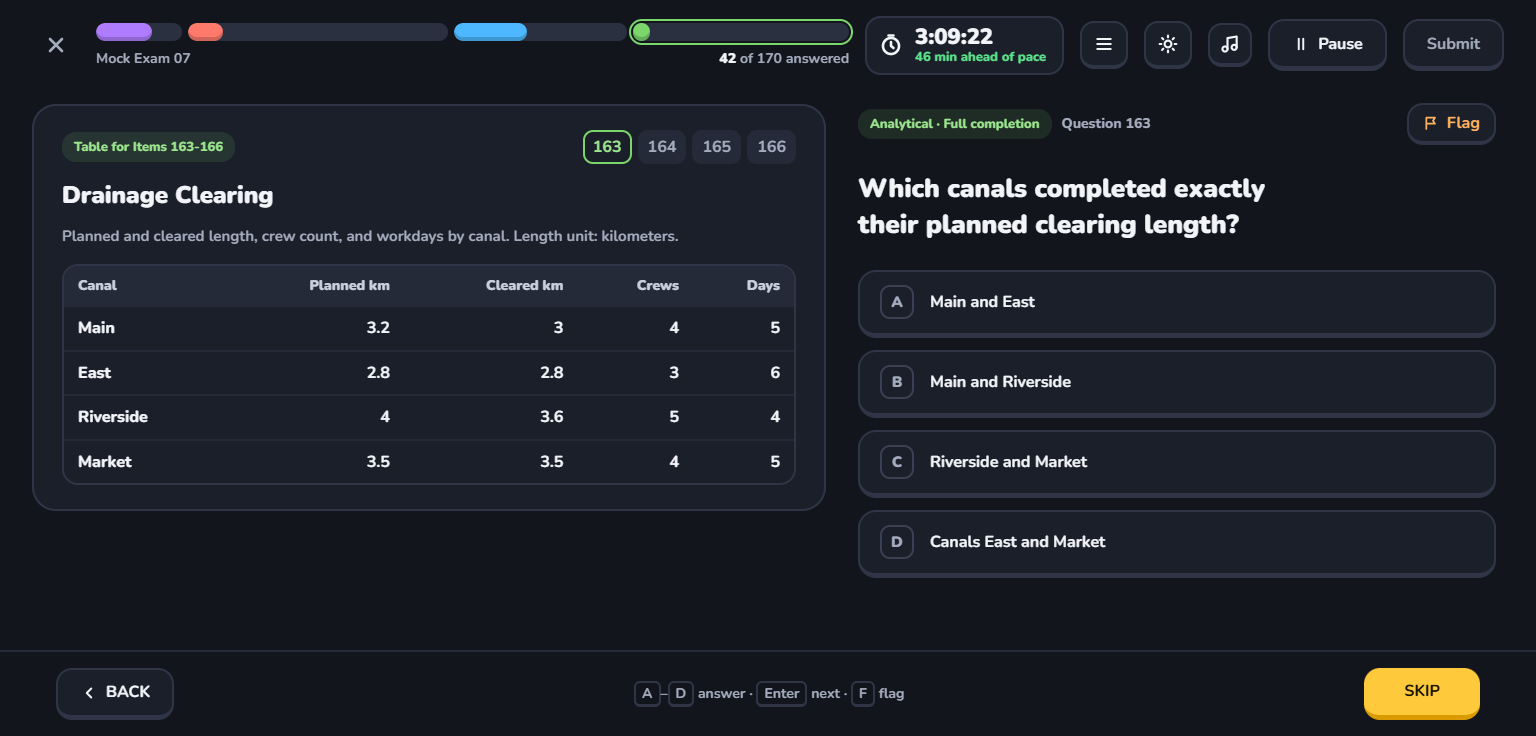 Mock Exam 07
42 of 170 answered
3:09:22
46 min ahead of pace
Pause
Submit
Table for Items 163-166
163 164 165 166
Drainage Clearing
Planned and cleared length, crew count, and workdays by canal. Length unit: kilometers.
Canal Planned km Cleared km Crews Days
Main 3.2 3 4 5
East 2.8 2.8 3 6
Riverside 4 3.6 5 4
Market 3.5 3.5 4 5
Analytical · Full completion Question 163
Flag
Which canals completed exactly
their planned clearing length?
A Main and East
B Main and Riverside
C Riverside and Market
D Canals East and Market
BACK
A–D answer · Enter next · F flag
SKIP